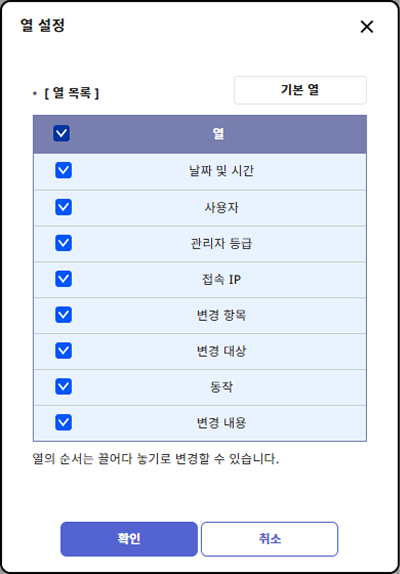 열 설정
• [ 열 목록 ]
기본 열
열
날짜 및 시간
사용자
관리자 등급
접속 IP
변경 항목
변경 대상
동작
변경 내용
열의 순서는 끌어다 놓기로 변경할 수 있습니다.
확인
취소